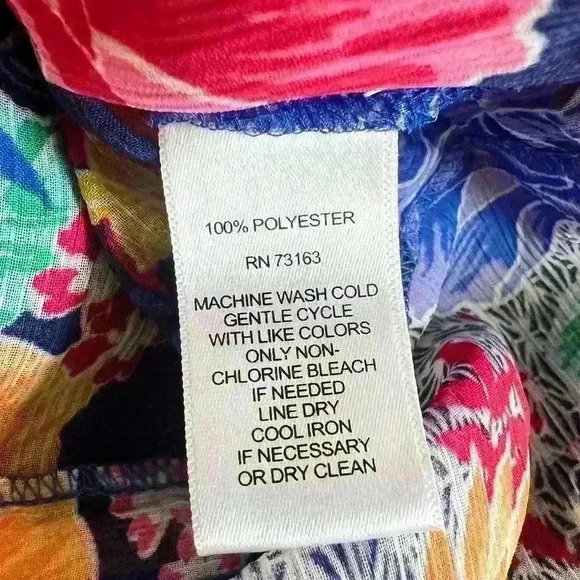 100% POLYESTER
RN 73163
MACHINE WASH COLD
GENTLE CYCLE
WITH LIKE COLORS
ONLY NON-
CHLORINE BLEACH
IF NEEDED
LINE DRY
COOL IRON
IF NECESSARY
OR DRY CLEAN